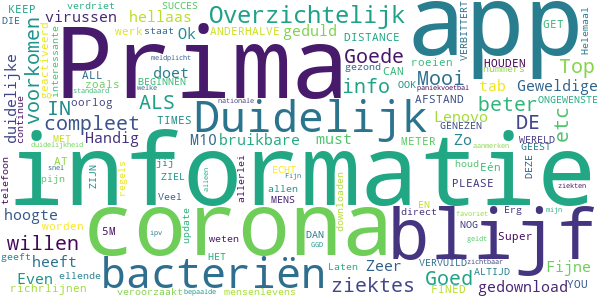 KEEP verdriet SUCCES app
DIE virussen hellaas Overzichtelijk GET
voorkomen geactiveerd interessante Prima ANDERHALVE geduld VERBITTERT Helemaal
werk staat Ok Goede DISTANCE roeien HOUDEN nummers
duidelijke ALL zoals doet meldplicht gezond CAN OOK Mooi Top
continue BEGINNEN oorlog standaard welke info paniekvoetbal AFSTAND tab Geweldige
IN ALS TIMES Duidelijk beter etc ONGEWENSTE
compleet nationale Lenovo GENEZEN DE WERELD
Handig MET duidelijkheid M10 bruikbare must METER Zo GEEST aanmerken
telefoon AT pijn ZIJN regels informatie
jij ZIEL allerlei ECHT Fijn allen houd Eén DEZE ziekten
Veel MENS downloaden alleen PLEASE
hoogte worden 5M corona blijf EN direct Erg favoriet mijn
willen update ipv weten DAN GGD NOG Super geidt zichtbaar
geeft heeft snel HET Laten Zeer VERVUILD ALTIJD Fijne
Even ellende bacteriën ziektes Goed gedownload YOU
richtlijnen veroorzaakt bepaalde mensenlevens FINED